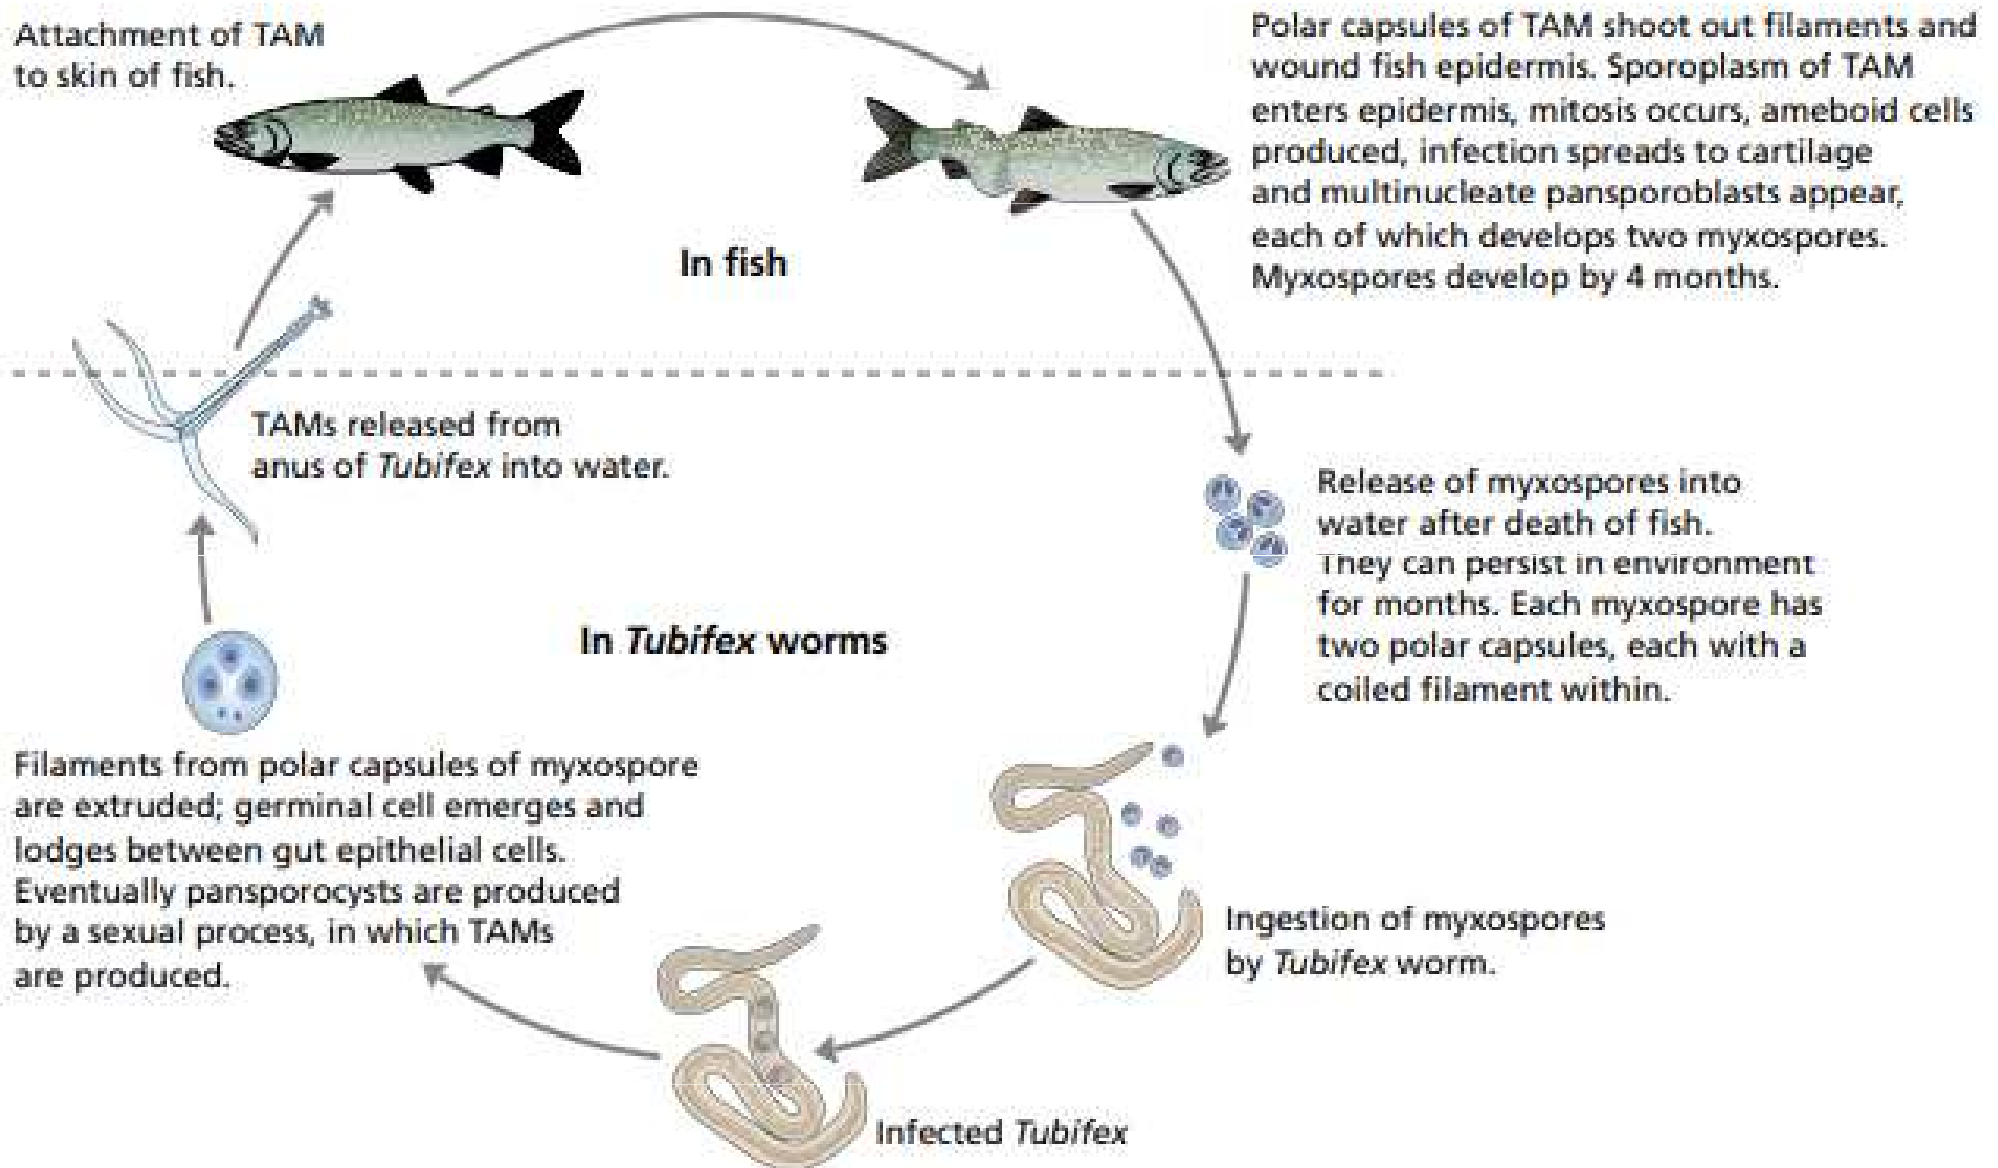 Attachment of TAM
to skin of fish.
Polar capsules of TAM shoot out filaments and
wound fish epidermis. Sporoplasm of TAM
enters epidermis, mitosis occurs, ameboid cells
produced, infection spreads to cartilage
and multinucleate pansporoblasts appear,
each of which develops two myxospores.
Myxospores develop by 4 months.
In fish
TAMs released from
anus of Tubifex into water.
Release of myxospores into
water after death of fish.
They can persist in environment
for months. Each myxospore has
two polar capsules, each with a
coiled filament within.
In Tubifex worms
Filaments from polar capsules of myxospore
are extruded; germinal cell emerges and
lodges between gut epithelial cells.
Eventually pansporocysts are produced
by a sexual process, in which TAMs
are produced.
Ingestion of myxospores
by Tubifex worm.
Infected Tubifex